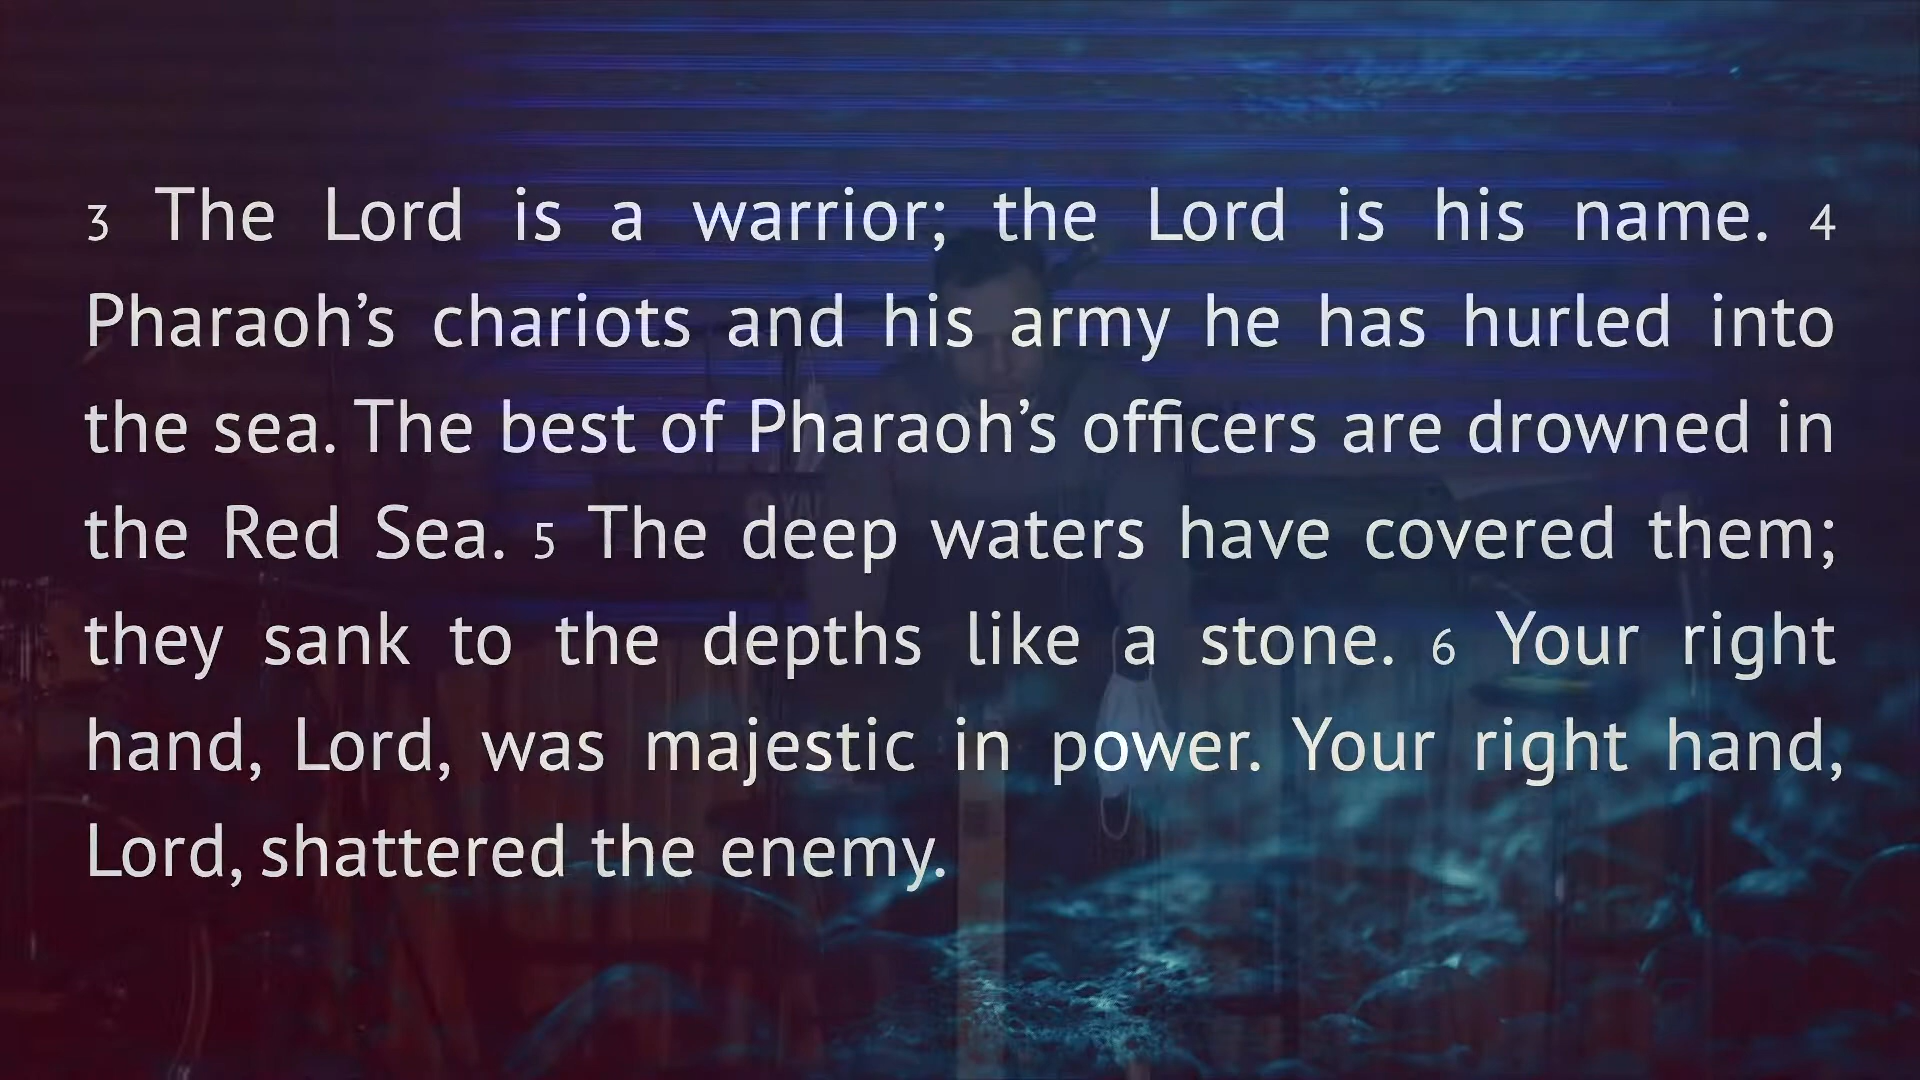 3 The Lord is a warrior; the Lord is his name. 4
Pharaoh’s chariots and his army he has hurled into
the sea. The best of Pharaoh’s officers are drowned in
the Red Sea. 5 The deep waters have covered them;
they sank to the depths like a stone. 6 Your right
hand, Lord, was majestic in power. Your right hand,
Lord, shattered the enemy.